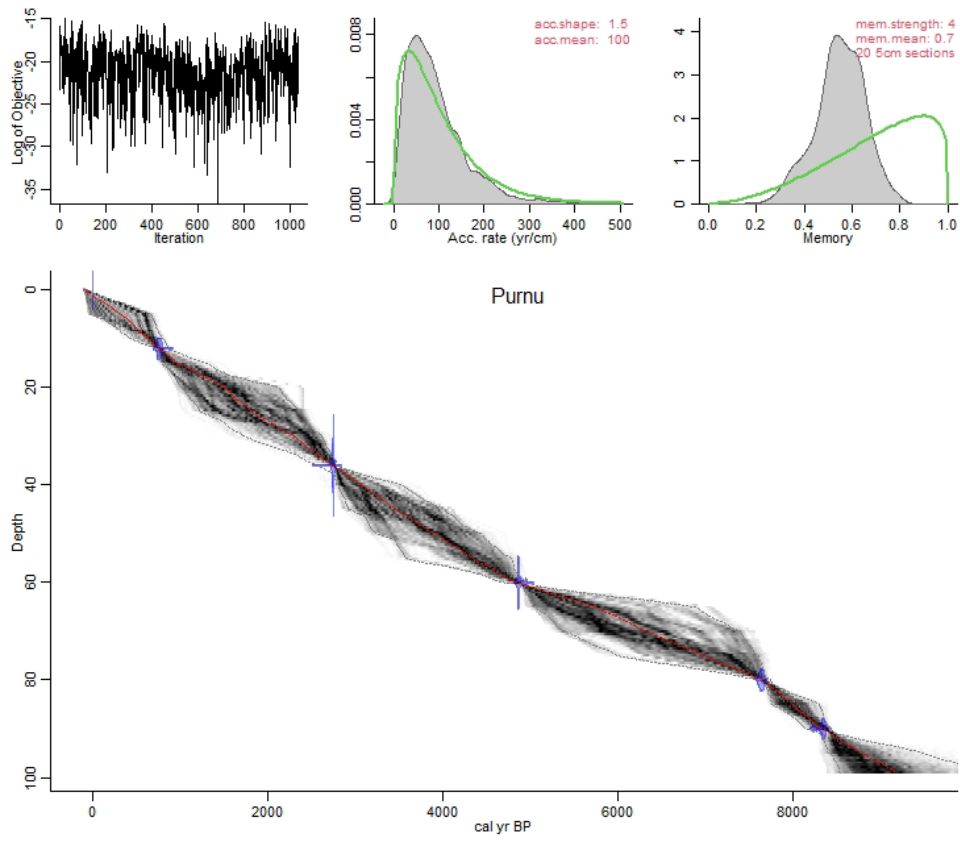 Log of Objective
-35 -30 -25 -20 -15
0 200 400 600 800 1000
Iteration
acc.shape: 1.5
acc.mean: 100
0.000 0.004 0.008
0 100 200 300 400 500
Acc. rate (yr/cm)
mem.strength: 4
mem.mean: 0.7
20 5cm sections
0 1 2 3 4
0.0 0.2 0.4 0.6 0.8 1.0
Memory
Purnu
Depth
0 20 40 60 80 100
0 2000 4000 6000 8000
cal yr BP